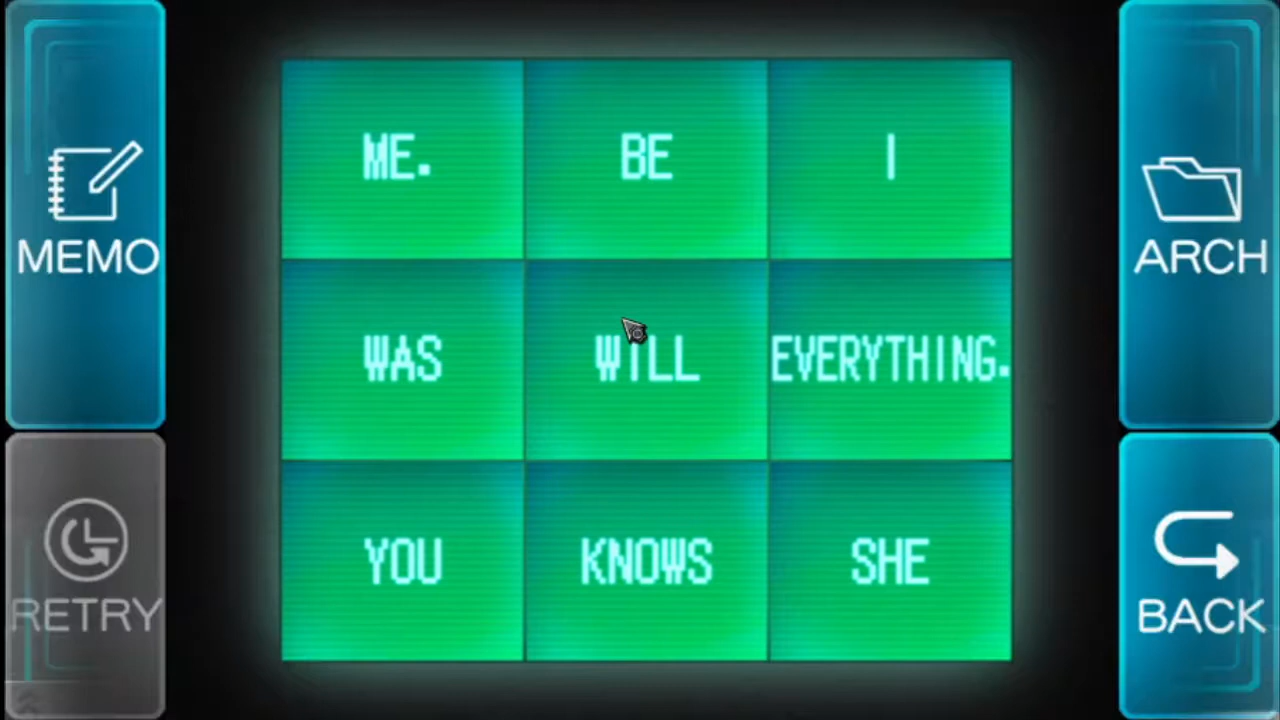 MEMO
RETRY
ME. BE I
WAS WILL EVERYTHING.
YOU KNOWS SHE
ARCH
BACK